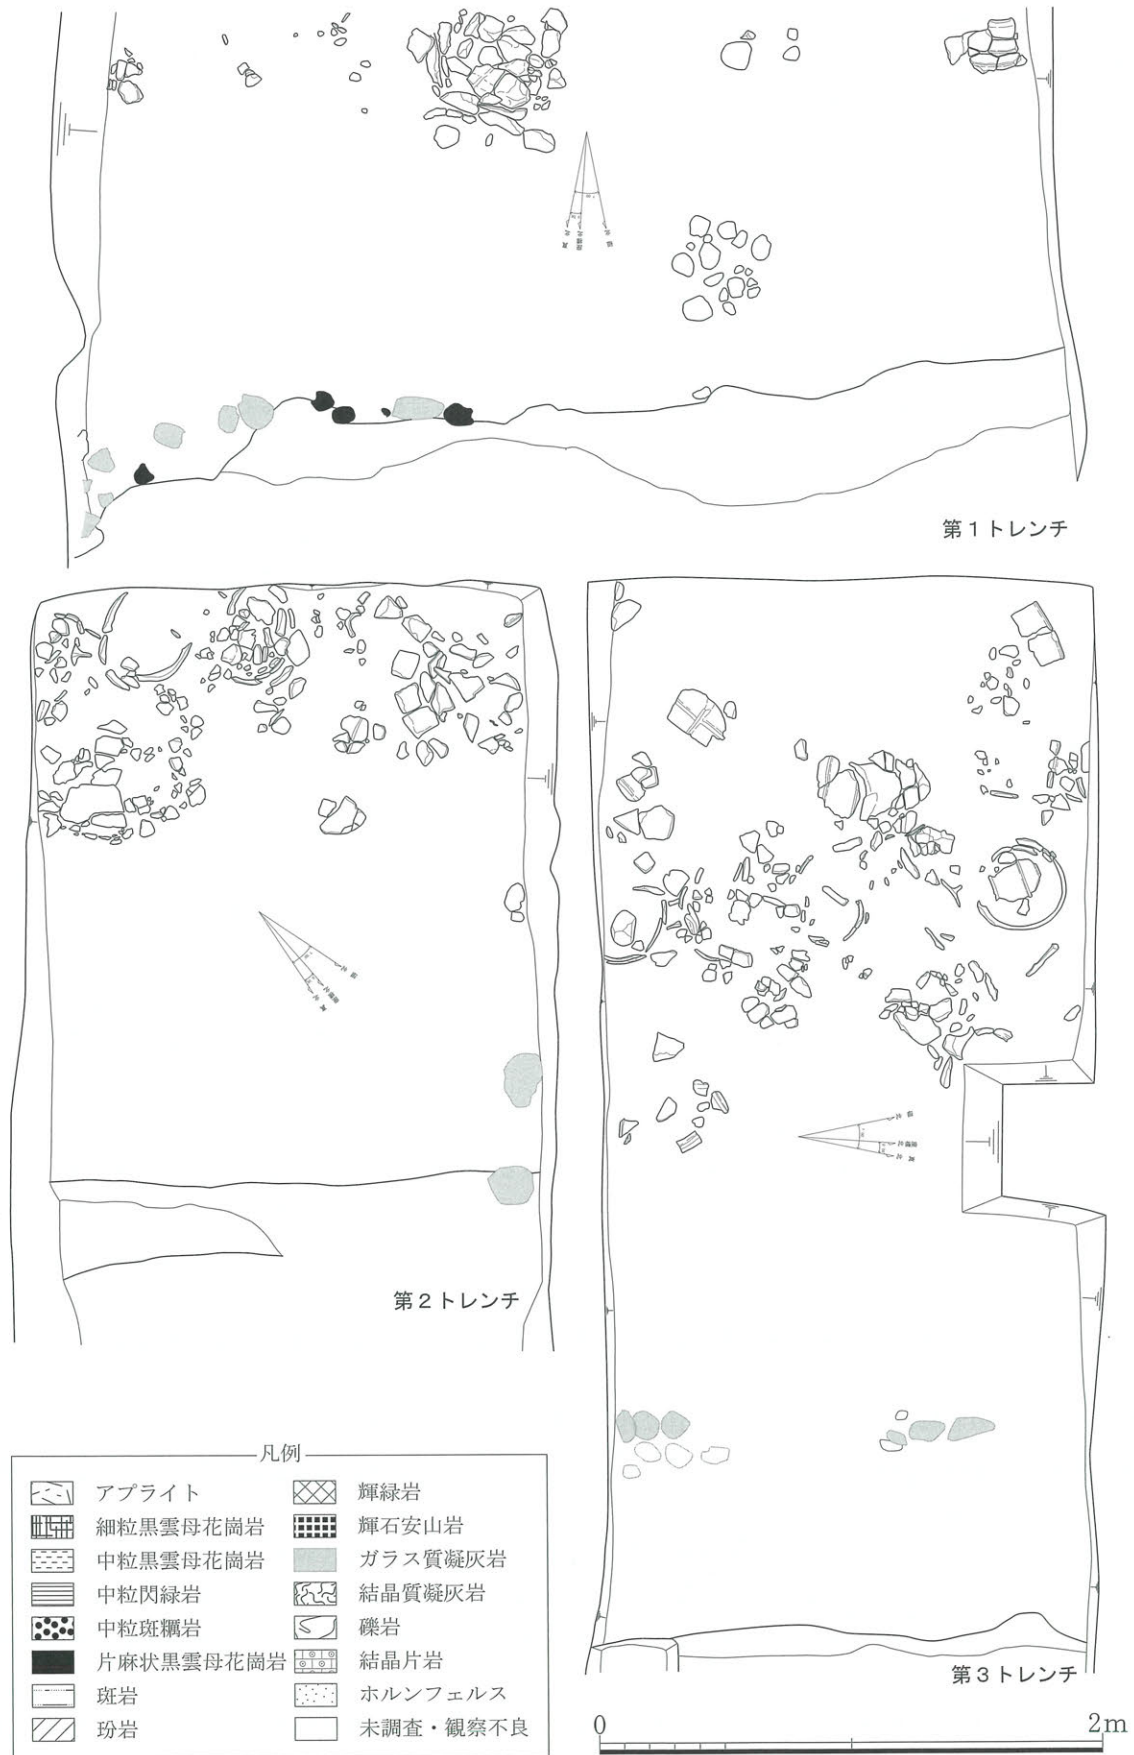 第1トレンチ
第2トレンチ
第3トレンチ
凡例
アプライト
細粒黒雲母花崗岩
中粒黒雲母花崗岩
中粒閃緑岩
中粒斑糲岩
片麻状黒雲母花崗岩
斑岩
玢岩
輝緑岩
輝石安山岩
ガラス質凝灰岩
結晶質凝灰岩
礫岩
結晶片岩
ホルンフェルス
未調査・観察不良
0
2m